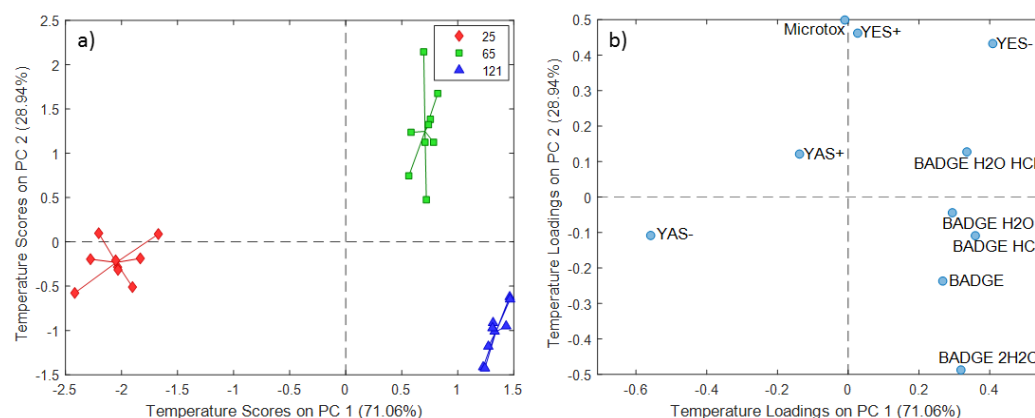 a)
25
65
121
2.5
2
1.5
1
0.5
0
-0.5
-1
-1.5
-2.5 -2 -1.5 -1 -0.5 0 0.5 1 1.5
Temperature Scores on PC 2 (28.94%)
Temperature Scores on PC 1 (71.06%)
b)
Microtox
YES+
YES-
YAS+
BADGE H2O HCl
BADGE H2O
YAS-
BADGE HC
BADGE
BADGE 2H2O
0.5
0.4
0.3
0.2
0.1
0
-0.1
-0.2
-0.3
-0.4
-0.5
-0.6 -0.4 -0.2 0 0.2 0.4
Temperature Loadings on PC 2 (28.94%)
Temperature Loadings on PC 1 (71.06%)